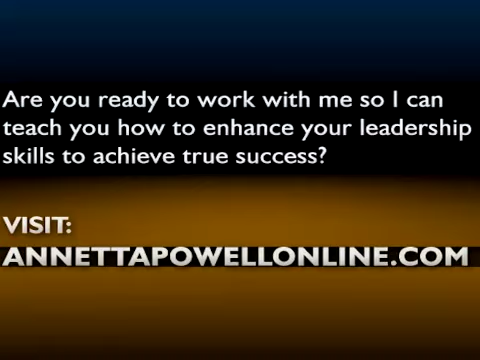 Are you ready to work with me so I can
teach you how to enhance your leadership
skills to achieve true success?
VISIT:
ANNETTAPOWELLONLINE.COM